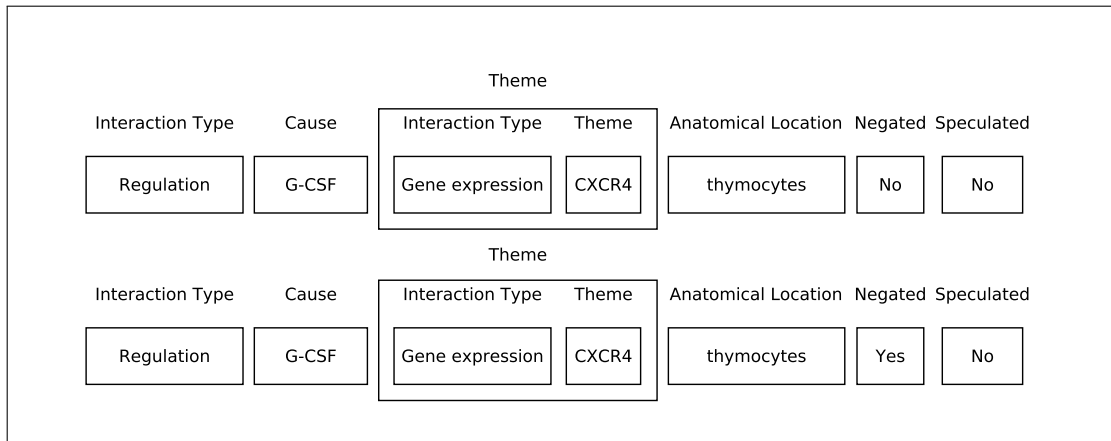 Theme
Interaction Type Cause Interaction Type Theme Anatomical Location Negated Speculated
Regulation G-CSF Gene expression CXCR4 thymocytes No No
Theme
Interaction Type Cause Interaction Type Theme Anatomical Location Negated Speculated
Regulation G-CSF Gene expression CXCR4 thymocytes Yes No